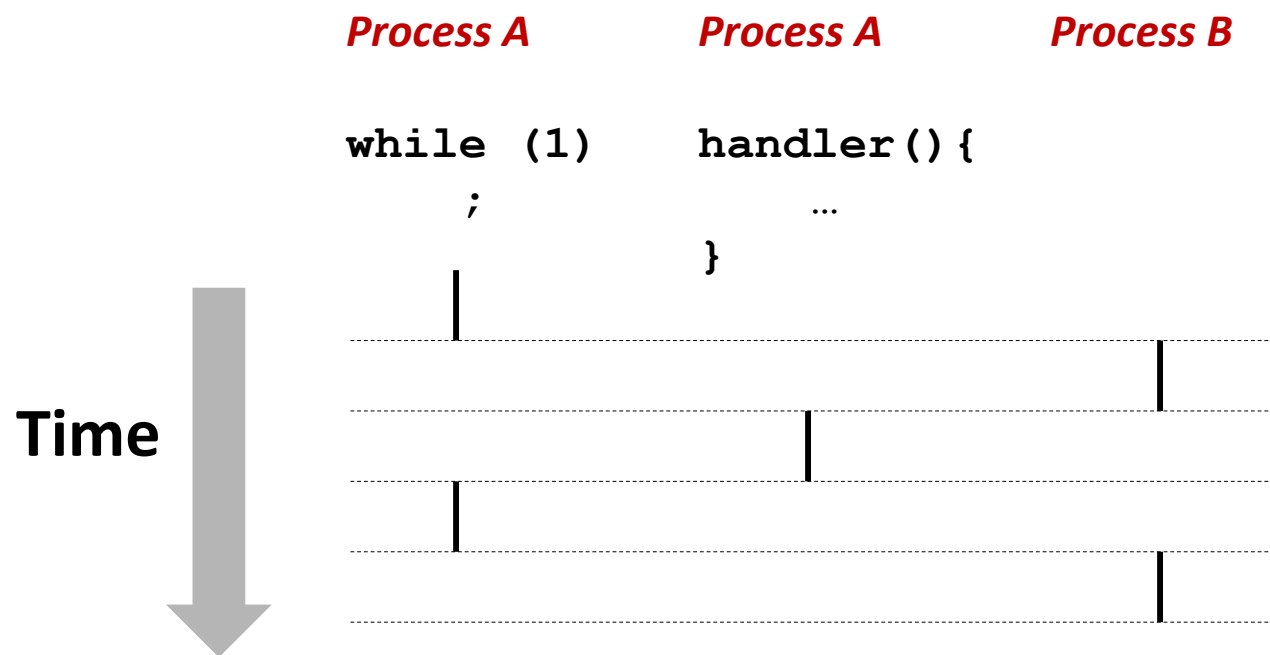 Process A Process A Process B
while (1) handler(){
; …
}
Time